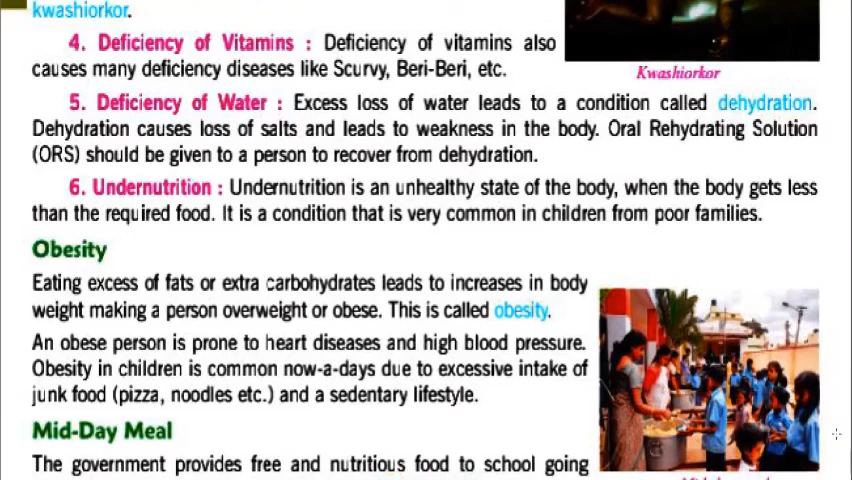 kwashiorkor.
4. Deficiency of Vitamins : Deficiency of vitamins also
causes many deficiency diseases like Scurvy, Beri-Beri, etc.
Kwashiorkor
5. Deficiency of Water : Excess loss of water leads to a condition called dehydration.
Dehydration causes loss of salts and leads to weakness in the body. Oral Rehydrating Solution
(ORS) should be given to a person to recover from dehydration.
6. Undernutrition : Undernutrition is an unhealthy state of the body, when the body gets less
than the required food. It is a condition that is very common in children from poor families.
Obesity
Eating excess of fats or extra carbohydrates leads to increases in body
weight making a person overweight or obese. This is called obesity.
An obese person is prone to heart diseases and high blood pressure.
Obesity in children is common now-a-days due to excessive intake of
junk food (pizza, noodles etc.) and a sedentary lifestyle.
Mid-Day Meal
The government provides free and nutritious food to school going